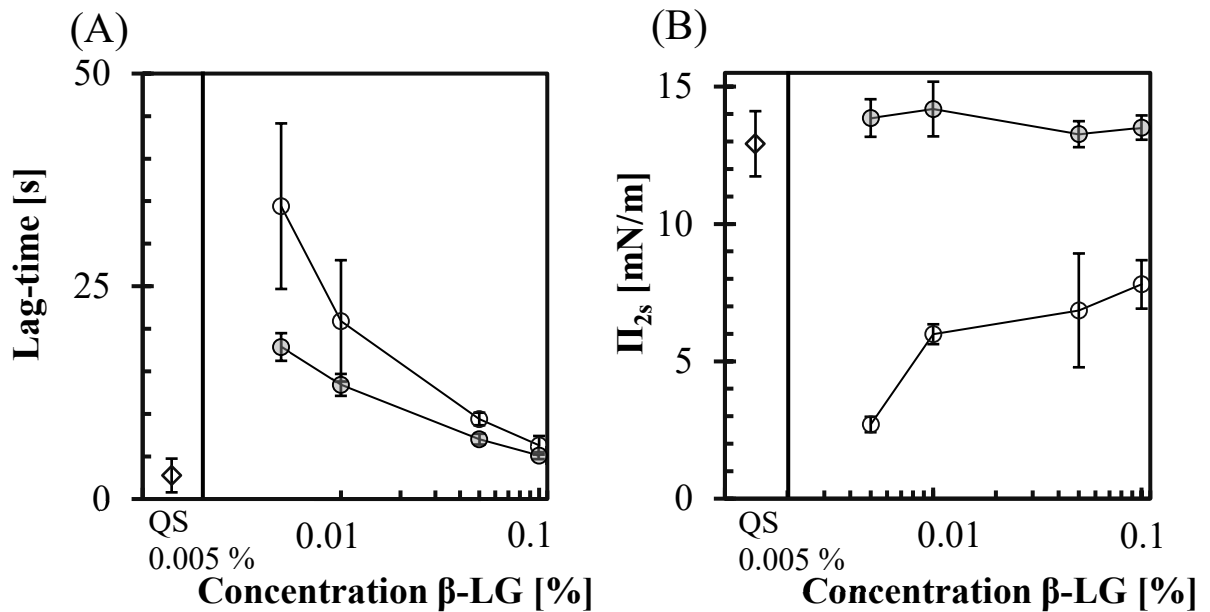 (A)
50
25
0
Lag-time [s]
QS
0.005 %
0.01
0.1
Concentration β-LG [%]
(B)
15
10
5
0
II₂ₛ [mN/m]
QS
0.005 %
0.01
0.1
Concentration β-LG [%]